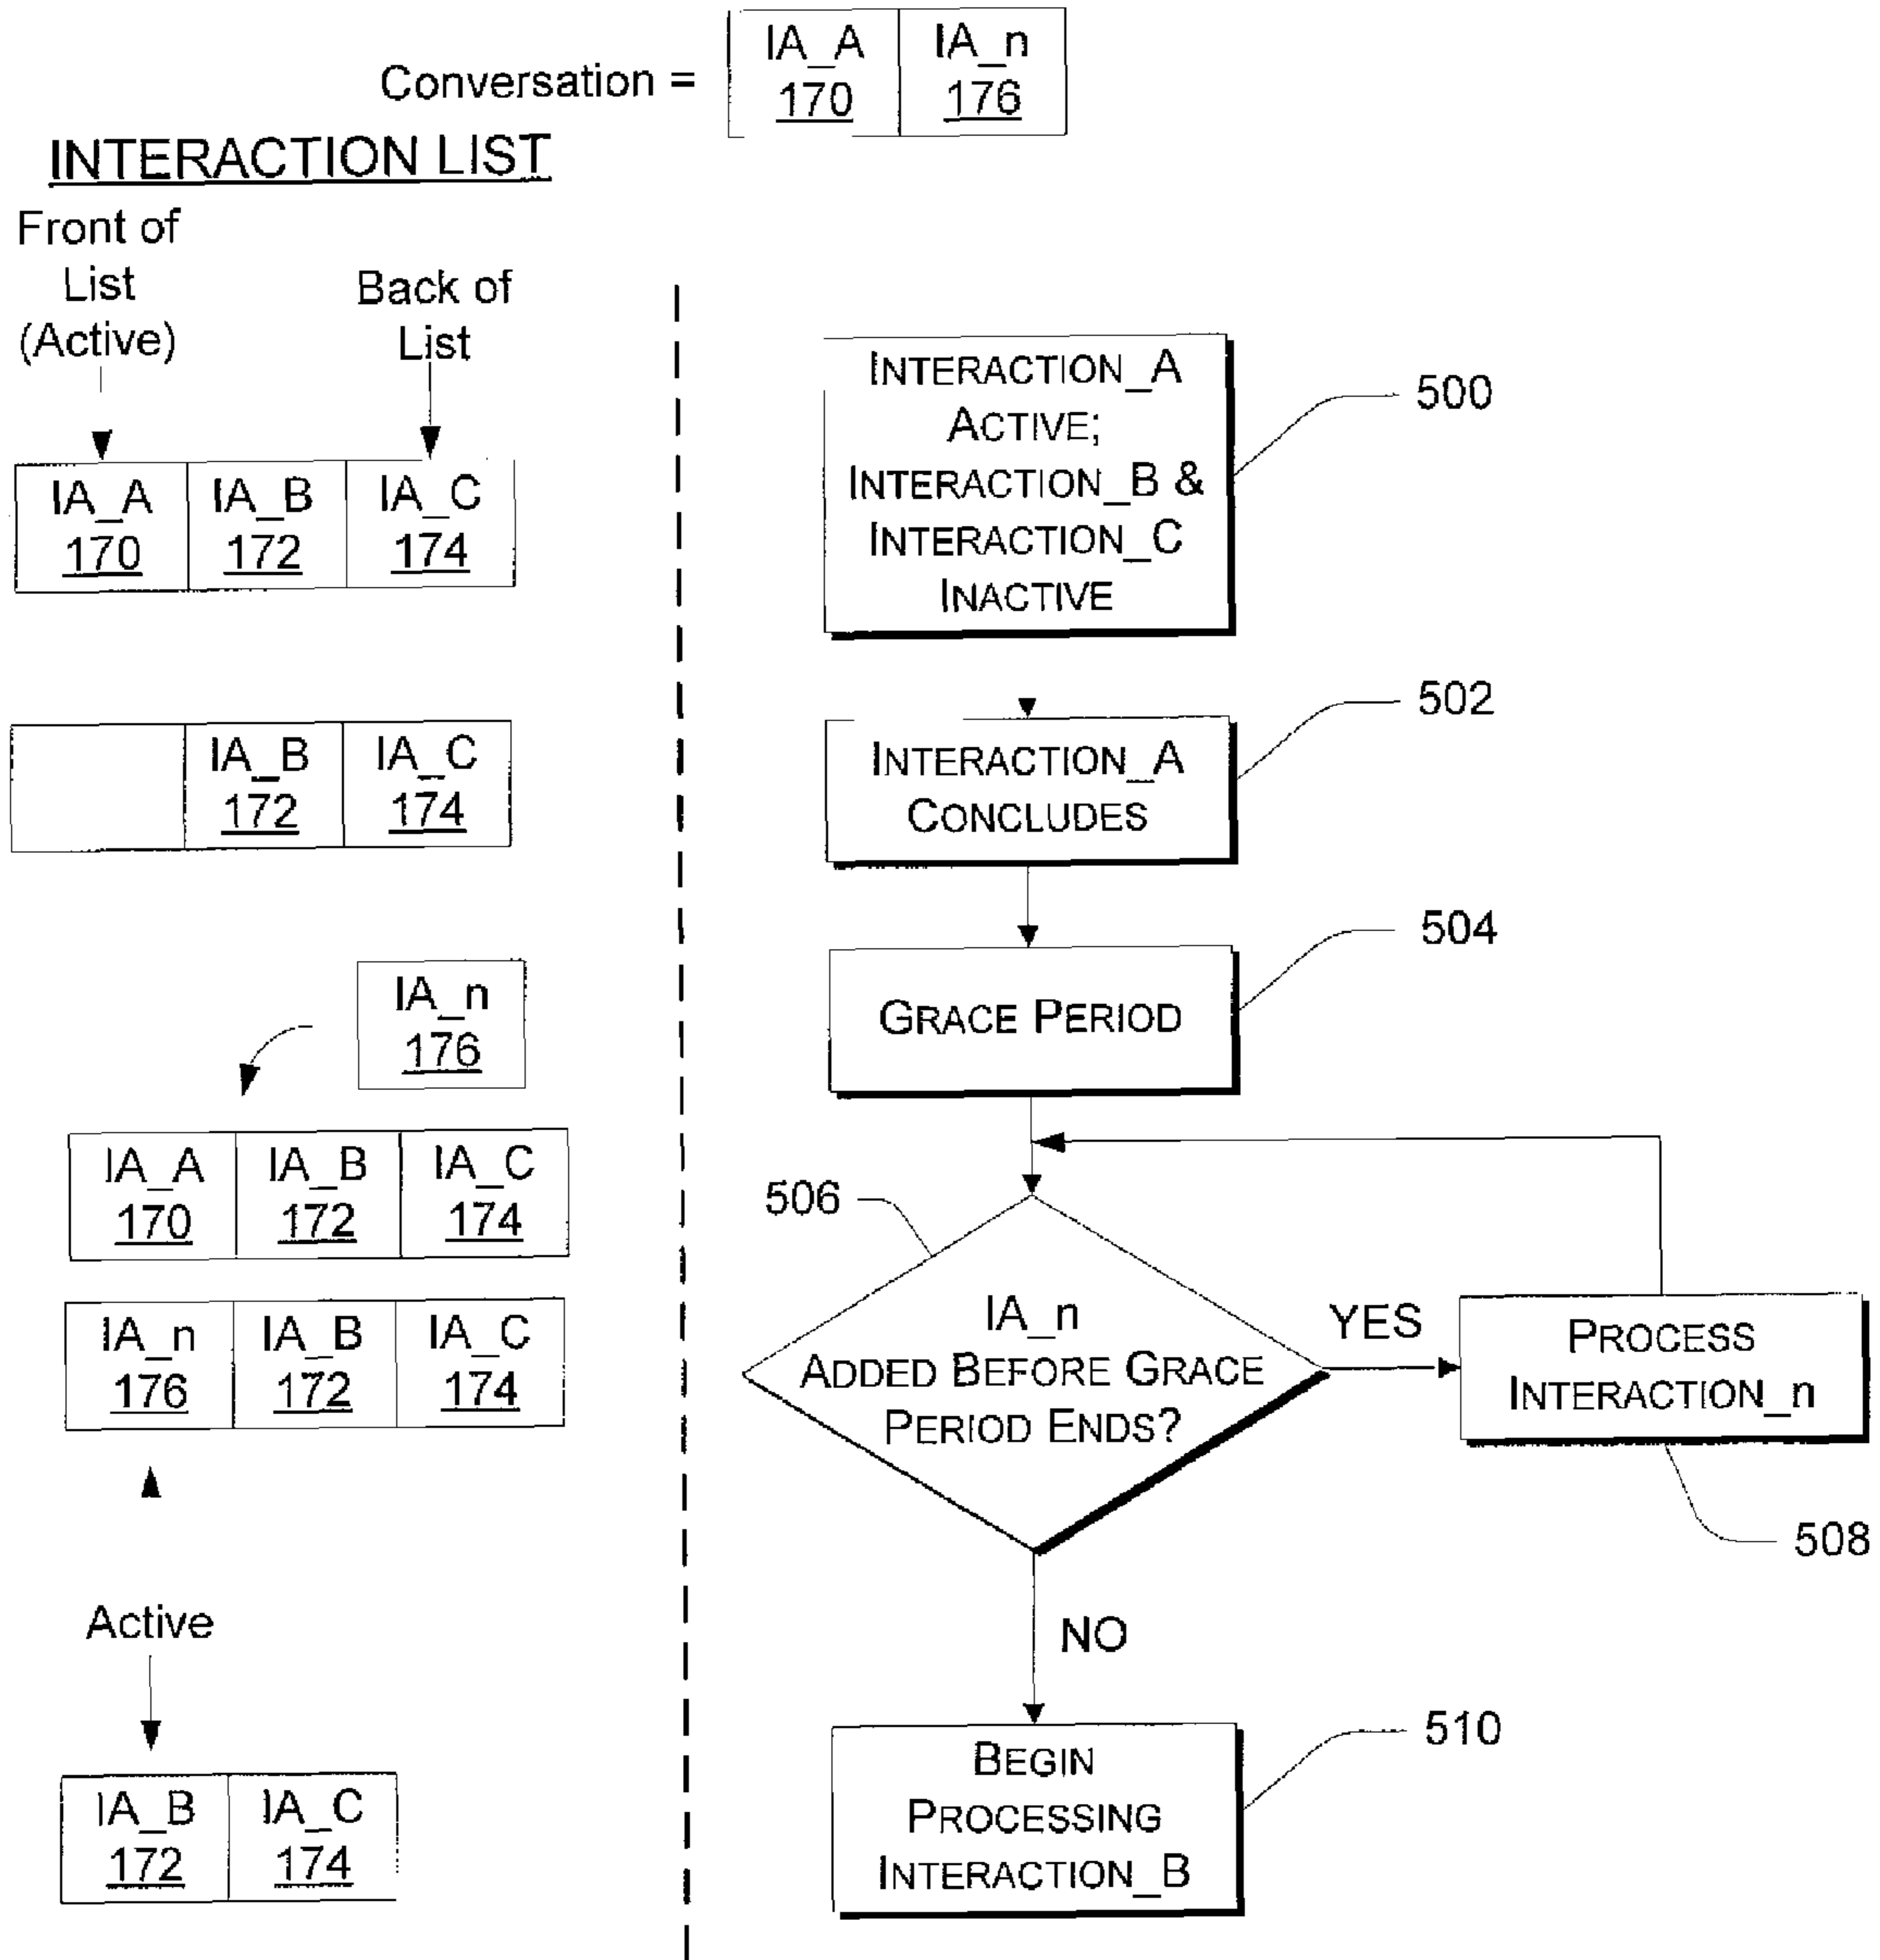 Conversation =
IA_A IA_n
170 176
INTERACTION LIST
Front of
List
(Active)
Back of
List
IA_A IA_B IA_C
170 172 174
IA_B IA_C
172 174
IA_n
176
IA_A IA_B IA_C
170 172 174
IA_n IA_B IA_C
176 172 174
Active
IA_B IA_C
172 174
INTERACTION_A
ACTIVE;
INTERACTION_B &
INTERACTION_C
INACTIVE
500
INTERACTION_A
CONCLUDES
502
GRACE PERIOD
504
506
IA_n
ADDED BEFORE GRACE
PERIOD ENDS?
YES
PROCESS
INTERACTION_n
508
NO
BEGIN
PROCESSING
INTERACTION_B
510